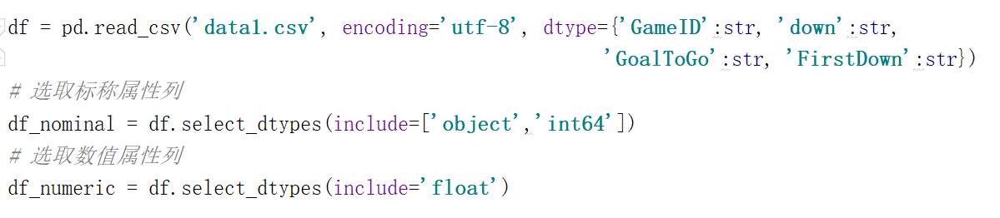 df = pd.read_csv('data1.csv', encoding='utf-8', dtype={'GameID':str, 'down':str,
'GoalToGo':str, 'FirstDown':str})
# 选取标称属性列
df_nominal = df.select_dtypes(include=['object','int64'])
# 选取数值属性列
df_numeric = df.select_dtypes(include='float')